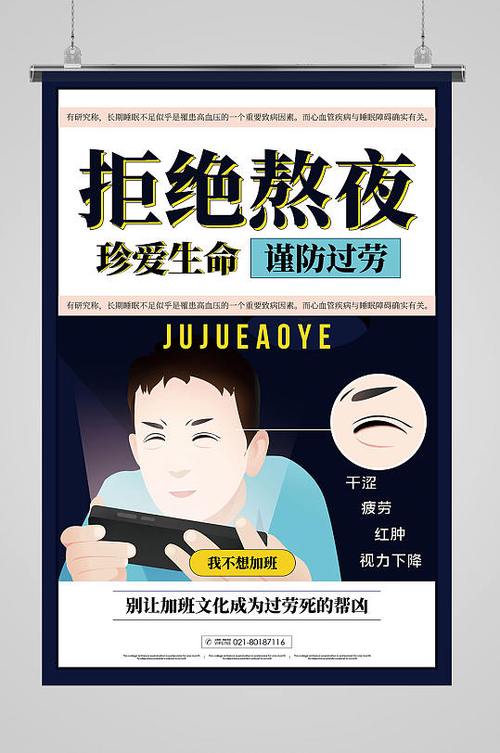 有研究称，长期睡眠不足似乎是罹患高血压的一个重要致病因素。而心血管疾病与睡眠障碍确实有关。
拒绝熬夜
珍爱生命 谨防过劳
有研究称，长期睡眠不足似乎是罹患高血压的一个重要致病因素。而心血管疾病与睡眠障碍确实有关。
JUJUEAOYE
干涩
疲劳
红肿
视力下降
我不想加班
别让加班文化成为过劳死的帮凶
021-80187116